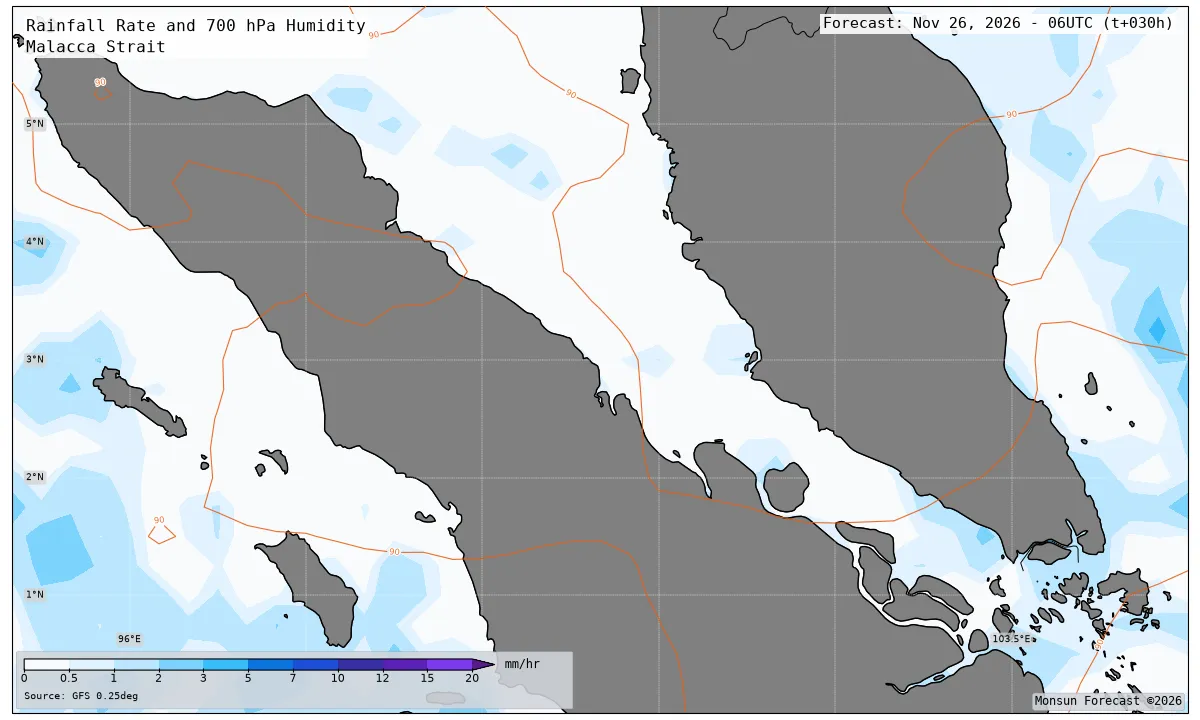 Rainfall Rate and 700 hPa Humidity
Malacca Strait
Forecast: Nov 26, 2026 - 06UTC (t+030h)
90
90
90
90
5°N
4°N
3°N
2°N
90
90
1°N
96°E
103.5°E
90
mm/hr
0 0.5 1 2 3 5 7 10 12 15 20
Source: GFS 0.25deg
Monsun Forecast ©2026